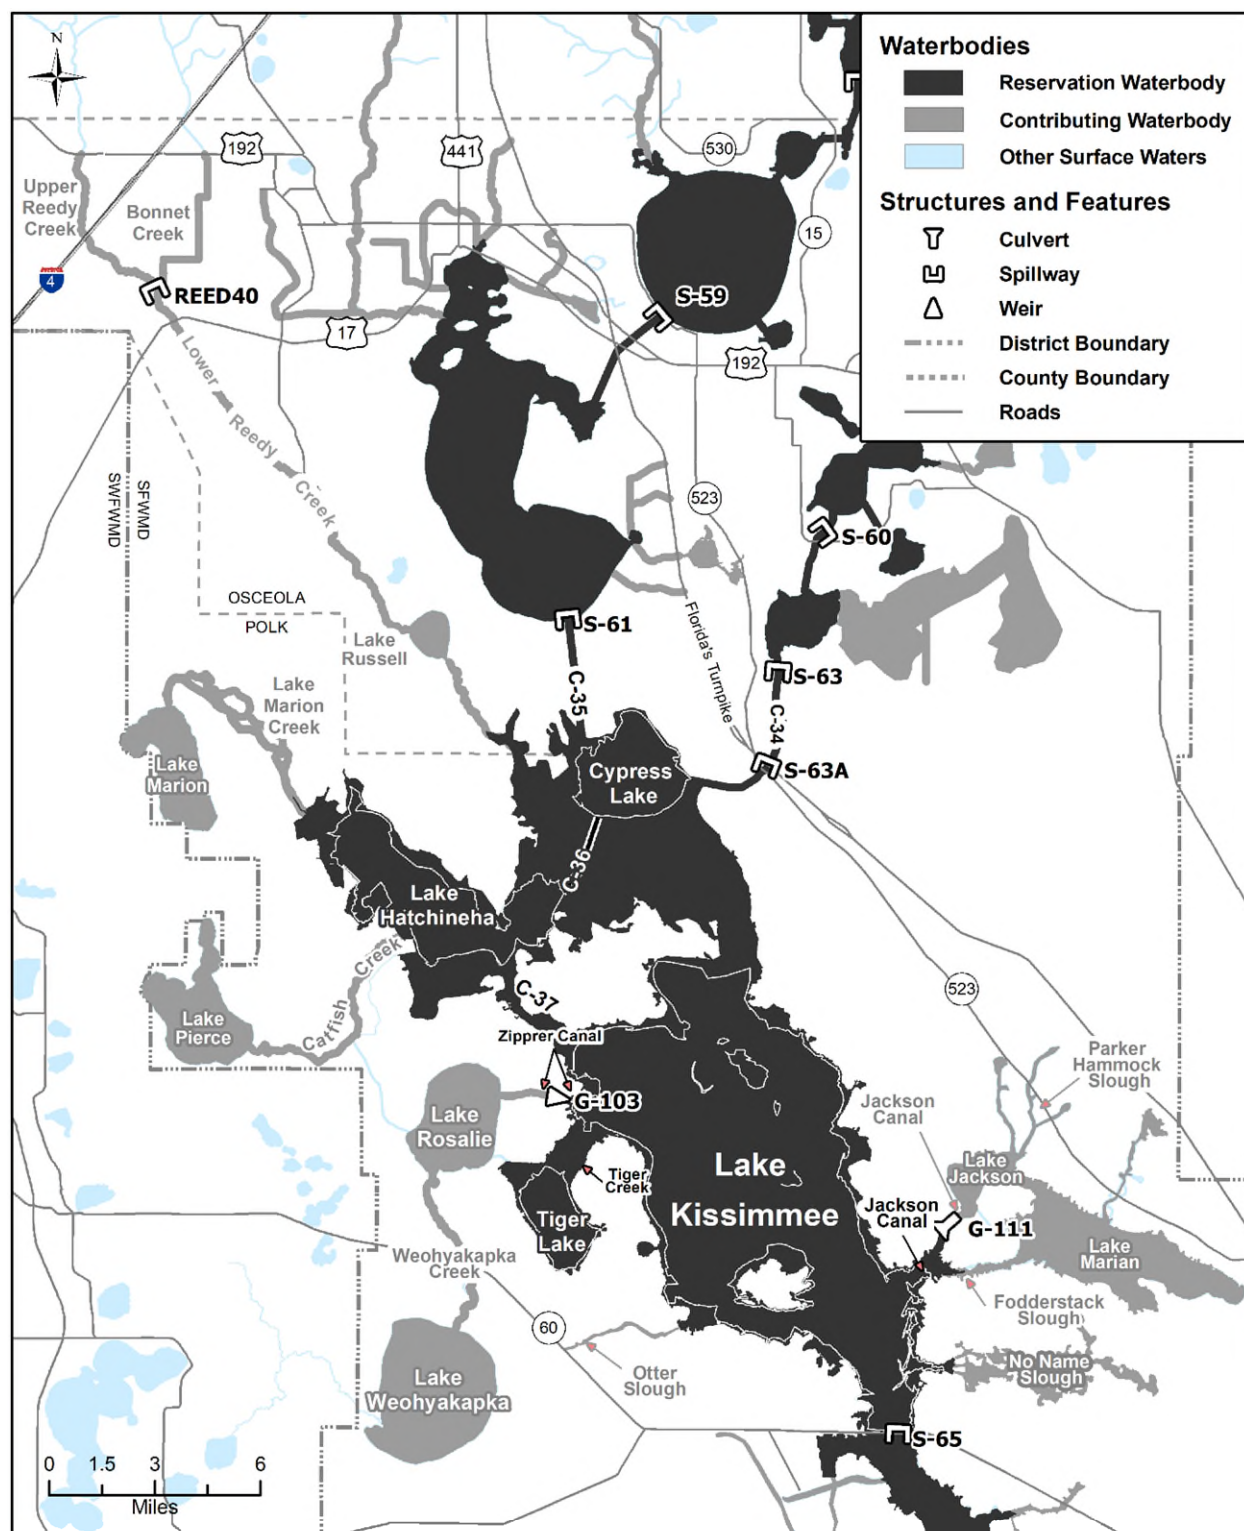 N
Waterbodies
Reservation Waterbody
Contributing Waterbody
Other Surface Waters
Structures and Features
Culvert
Spillway
Weir
District Boundary
County Boundary
Roads
192
441
530
15
Upper
Reedy
Creek
Bonnet
Creek
4
REED40
S-59
17
192
Lower
Reedy
Creek
SWFWMD
SFWMD
523
S-60
OSCEOLA
POLK
S-61
Florida's Turnpike
Lake
Russell
S-63
Lake
Marion
Creek
C-35
C-34
Lake
Marion
Cypress
Lake
S-63A
C-36
Lake
Hatchineha
Catfish
Creek
C-37
523
Lake
Pierce
Zipprer Canal
Parker
Hammock
Slough
Jackson
Canal
G-103
Lake
Rosalie
Lake
Jackson
Lake
Kissimmee
Tiger
Creek
Jackson
Canal
G-111
Tiger
Lake
Lake
Marian
Weohyakapka
Creek
Fodderstack
Slough
60
Otter
Slough
No Name
Slough
Lake
Weohyakapka
S-65
0 1.5 3 6
Miles